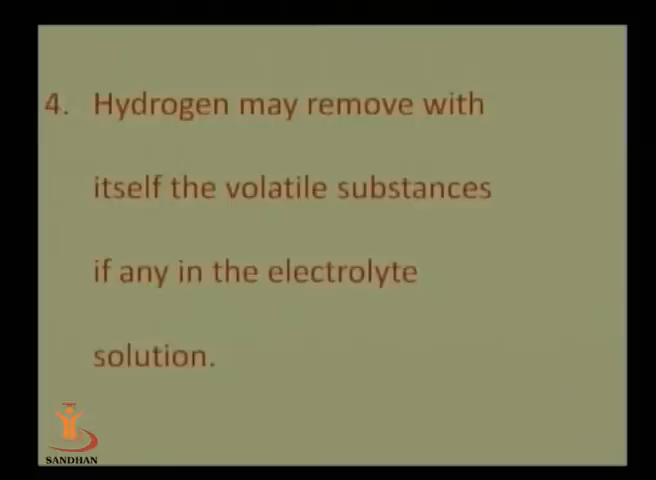 4. Hydrogen may remove with
itself the volatile substances
if any in the electrolyte
solution.
SANDHAN